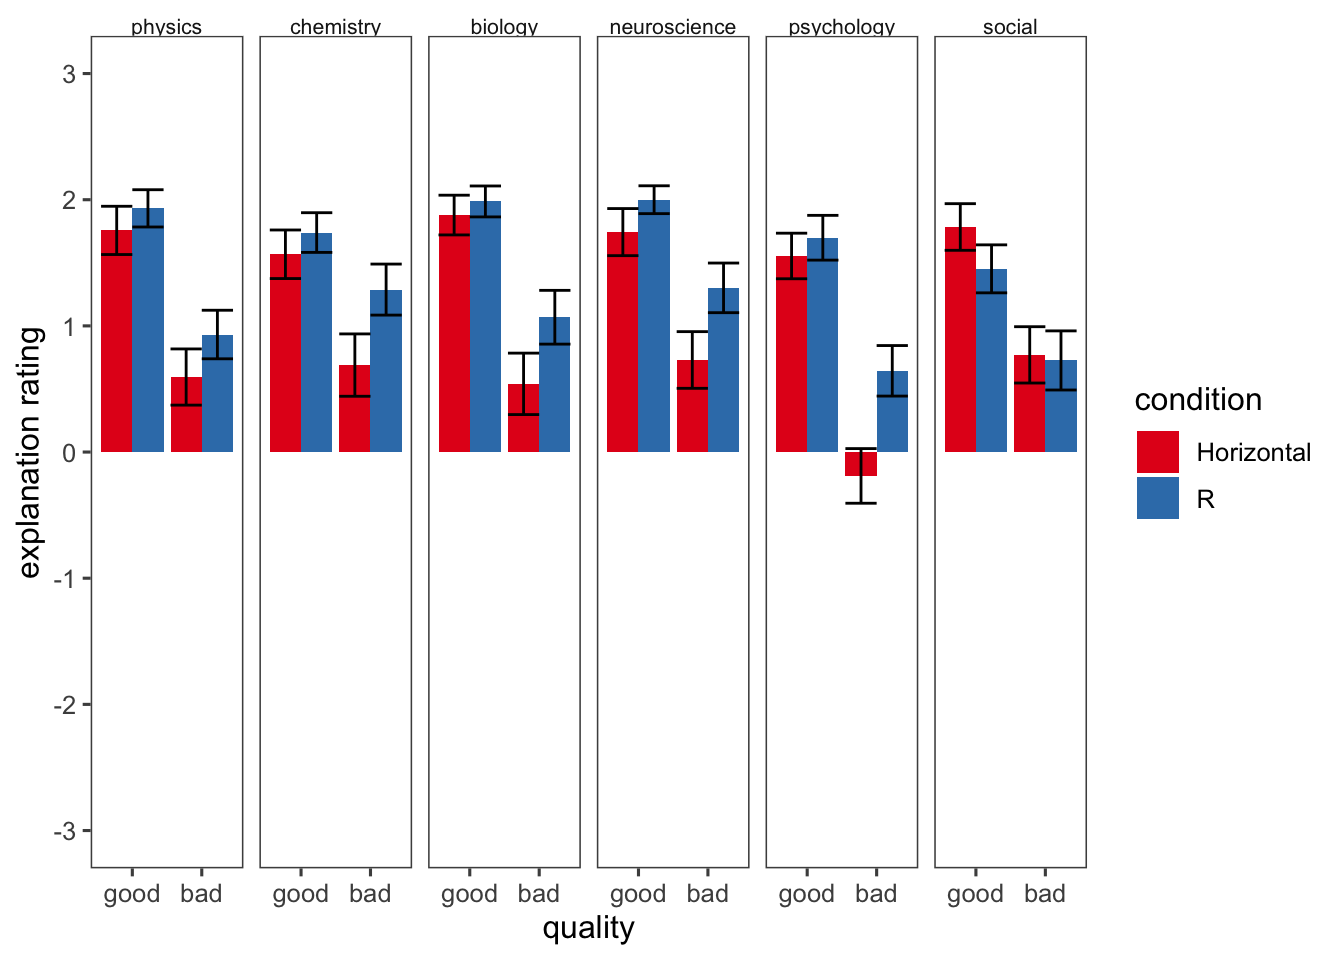 physics chemistry biology neuroscience psychology social
3
2
1
0
-1
-2
-3
explanation rating
good bad good bad good bad good bad good bad good bad
quality
condition
Horizontal
R